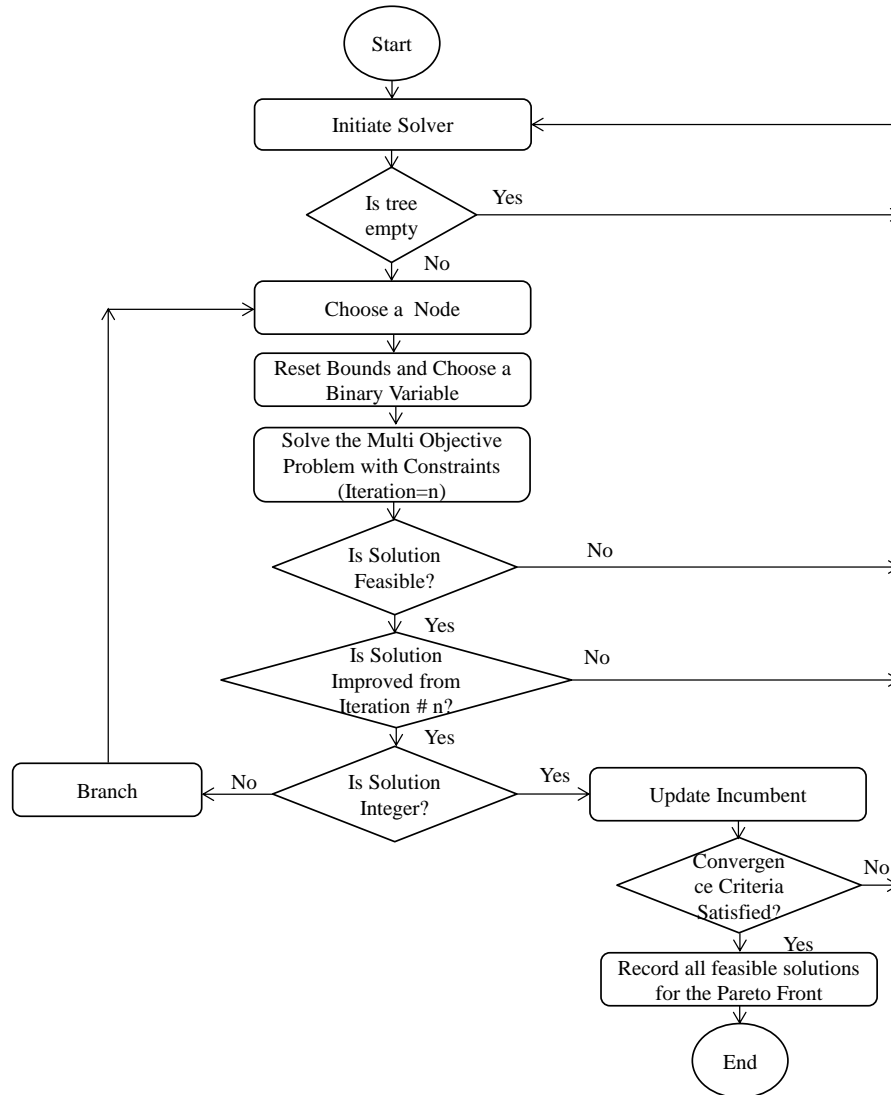 Start
Initiate Solver
Is tree
empty
Yes
No
Choose a Node
Reset Bounds and Choose a
Binary Variable
Solve the Multi Objective
Problem with Constraints
(Iteration=n)
Is Solution
Feasible?
No
Yes
Is Solution
Improved from
Iteration # n?
No
Yes
Is Solution
Integer?
No
Branch
Yes
Update Incumbent
Convergen
ce Criteria
Satisfied?
No
Yes
Record all feasible solutions
for the Pareto Front
End